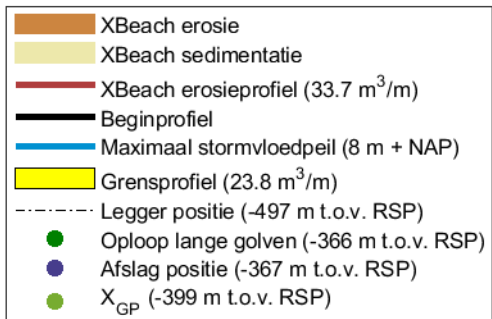 XBeach erosie
XBeach sedimentatie
XBeach erosieprofiel (33.7 m³/m)
Beginprofiel
Maximaal stormvloedpeil (8 m + NAP)
Grensprofiel (23.8 m³/m)
Legger positie (-497 m t.o.v. RSP)
Oploop lange golven (-366 m t.o.v. RSP)
Afslag positie (-367 m t.o.v. RSP)
X_GP (-399 m t.o.v. RSP)